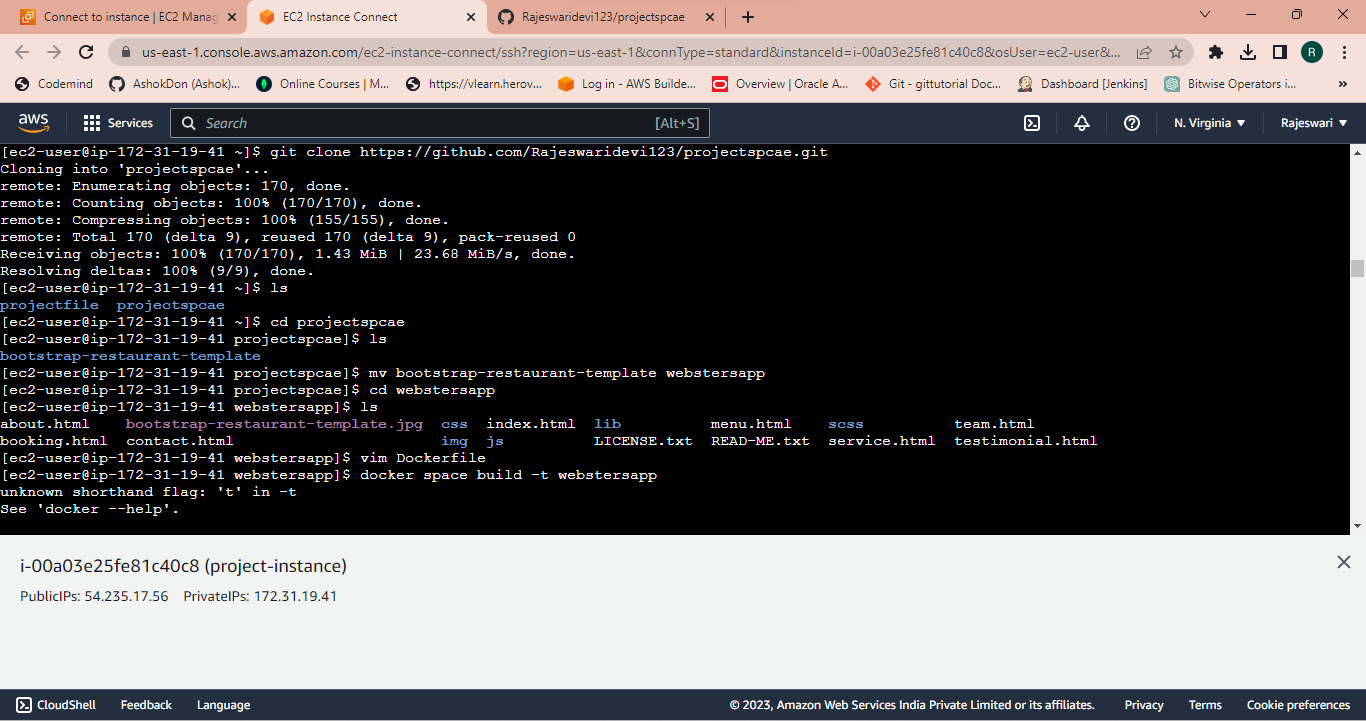 Connect to instance | EC2 Manag
EC2 Instance Connect
Rajeswaridevi123/projectspcae
us-east-1.console.aws.amazon.com/ec2-instance-connect/ssh?region=us-east-1&connType=standard&instanceId=i-00a03e25fe81c40c8&osUser=ec2-user&...
R
Codemind
AshokDon (Ashok)...
Online Courses | M...
https://vlearn.herov...
Log in - AWS Builde...
Overview | Oracle A...
Git - gittutorial Doc...
Dashboard [Jenkins]
Bitwise Operators i...
»
aws
Services
Search
[Alt+S]
N. Virginia
Rajeswari
[ec2-user@ip-172-31-19-41 ~]$ git clone https://github.com/Rajeswaridevi123/projectspcae.git
Cloning into 'projectspcae'...
remote: Enumerating objects: 170, done.
remote: Counting objects: 100% (170/170), done.
remote: Compressing objects: 100% (155/155), done.
remote: Total 170 (delta 9), reused 170 (delta 9), pack-reused 0
Receiving objects: 100% (170/170), 1.43 MiB | 23.68 MiB/s, done.
Resolving deltas: 100% (9/9), done.
[ec2-user@ip-172-31-19-41 ~]$ ls
projectfile  projectspcae
[ec2-user@ip-172-31-19-41 ~]$ cd projectspcae
[ec2-user@ip-172-31-19-41 projectspcae]$ ls
bootstrap-restaurant-template
[ec2-user@ip-172-31-19-41 projectspcae]$ mv bootstrap-restaurant-template webstersapp
[ec2-user@ip-172-31-19-41 projectspcae]$ cd webstersapp
[ec2-user@ip-172-31-19-41 webstersapp]$ ls
about.html    bootstrap-restaurant-template.jpg  css  index.html  lib          menu.html    scss          team.html
booking.html  contact.html                       img  js          LICENSE.txt  READ-ME.txt  service.html  testimonial.html
[ec2-user@ip-172-31-19-41 webstersapp]$ vim Dockerfile
[ec2-user@ip-172-31-19-41 webstersapp]$ docker space build -t webstersapp
unknown shorthand flag: 't' in -t
See 'docker --help'.
i-00a03e25fe81c40c8 (project-instance)
PublicIPs: 54.235.17.56    PrivateIPs: 172.31.19.41
CloudShell
Feedback
Language
© 2023, Amazon Web Services India Private Limited or its affiliates.
Privacy
Terms
Cookie preferences